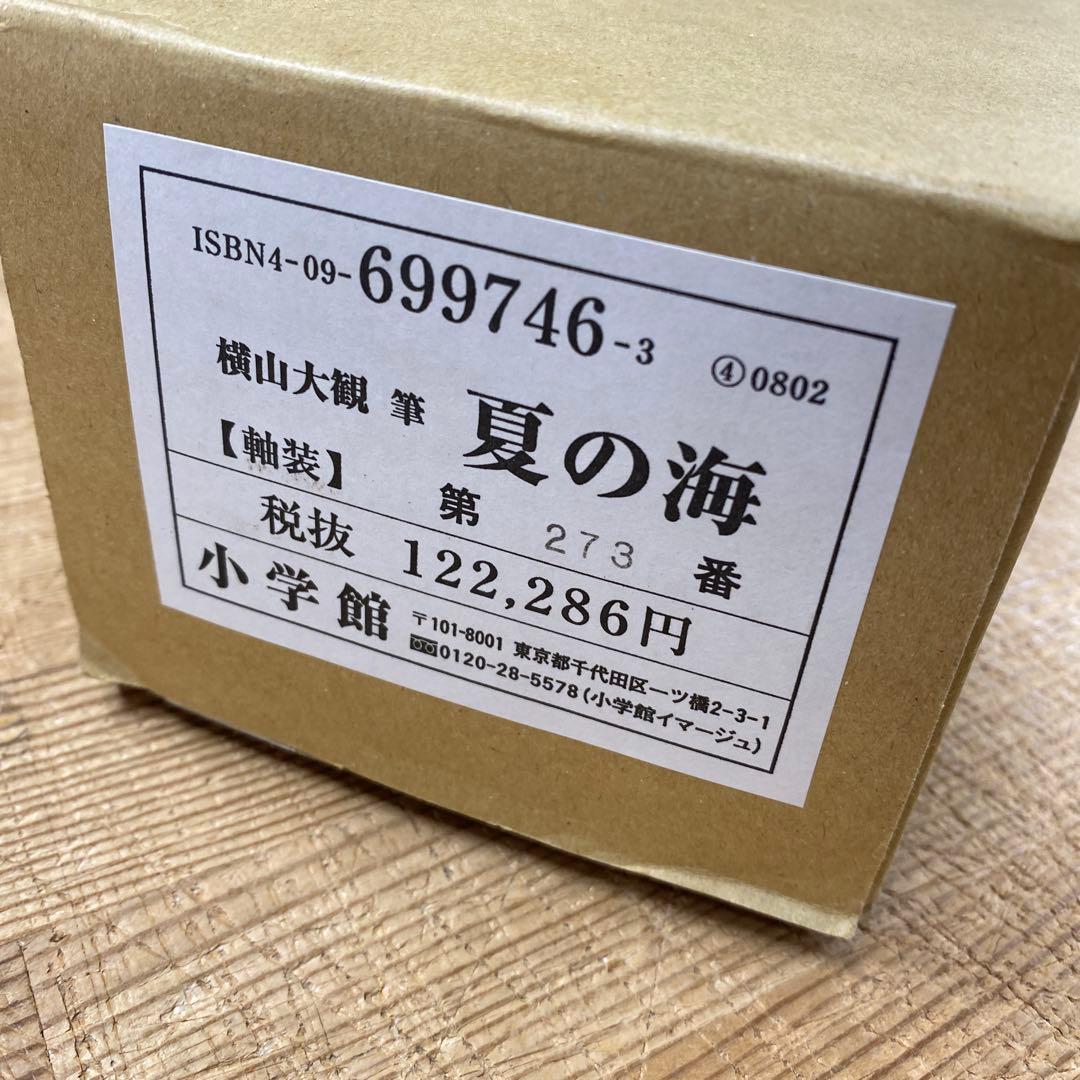 ISBN4-09-699746-3 ④0802
横山大観 筆 夏の海
【軸装】 第 273 番
税抜 122,286円
小学館 〒101-8001 東京都千代田区一ツ橋2-3-1
0120-28-5578(小学館イマージュ)